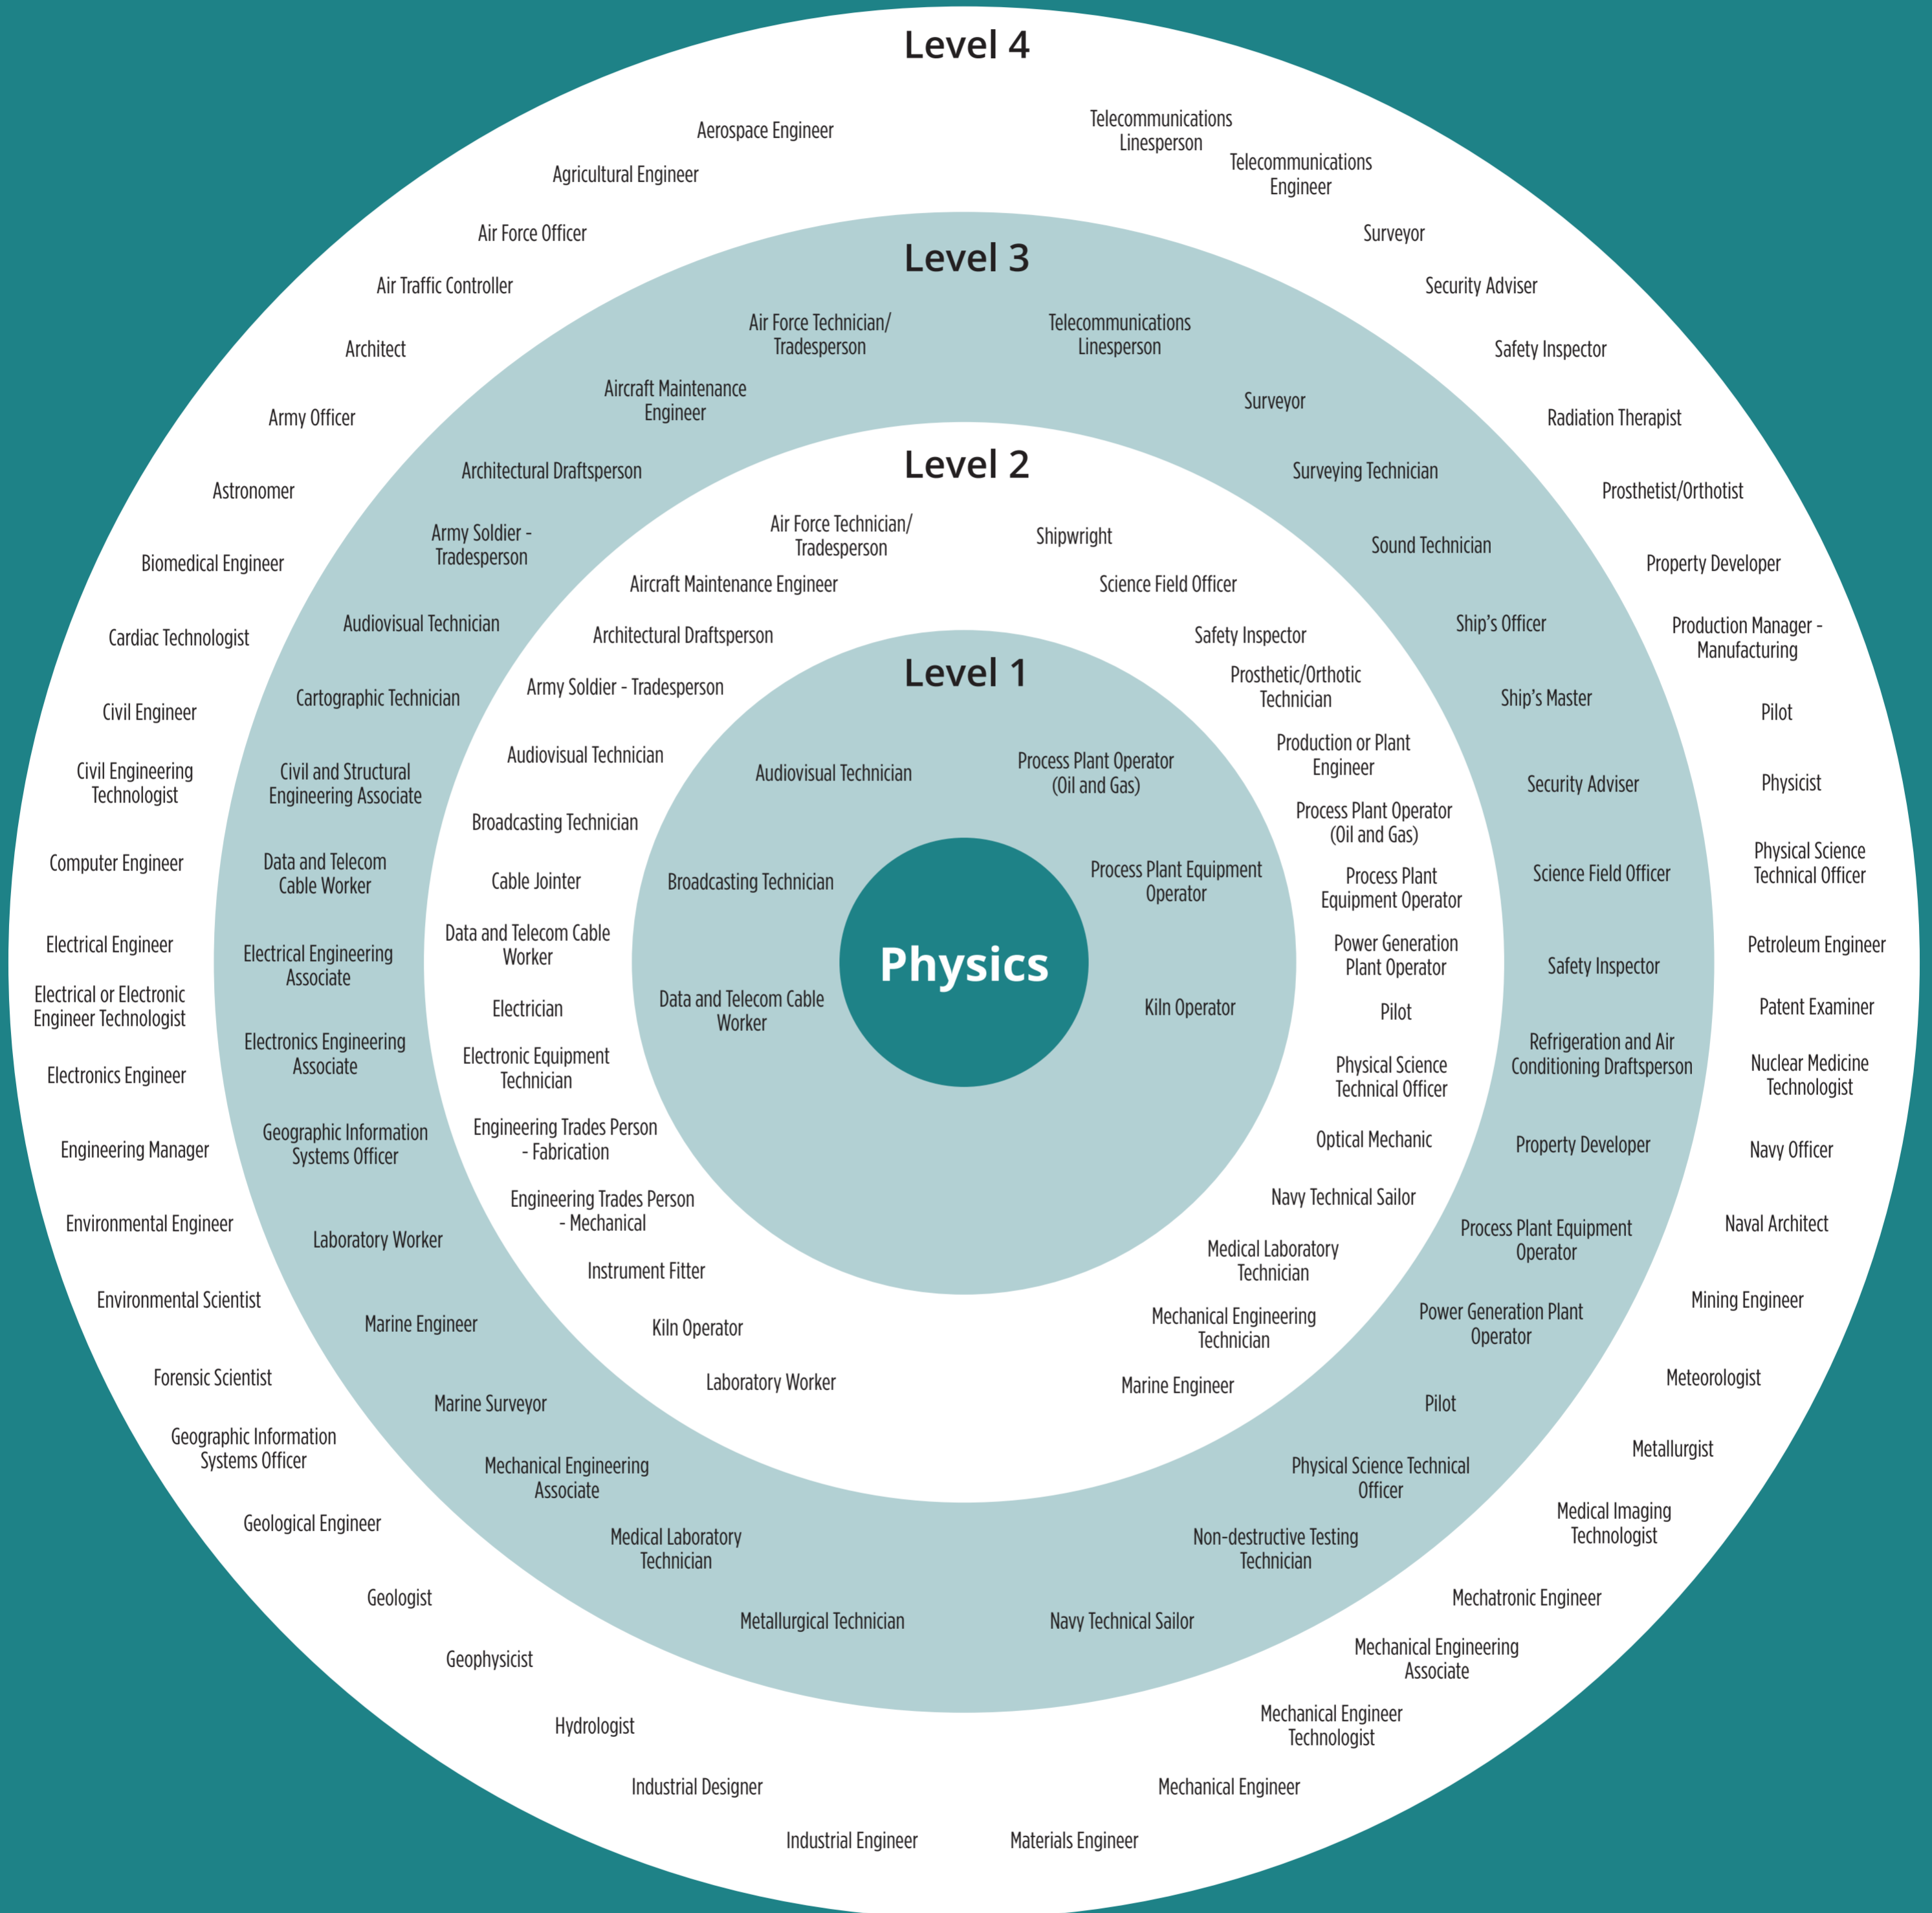 Level 4
Aerospace Engineer
Agricultural Engineer
Air Force Officer
Air Traffic Controller
Architect
Army Officer
Astronomer
Biomedical Engineer
Cardiac Technologist
Civil Engineer
Civil Engineering
Technologist
Computer Engineer
Electrical Engineer
Electrical or Electronic
Engineer Technologist
Electronics Engineer
Engineering Manager
Environmental Engineer
Environmental Scientist
Forensic Scientist
Geographic Information
Systems Officer
Geological Engineer
Geologist
Geophysicist
Hydrologist
Industrial Designer
Industrial Engineer
Materials Engineer
Mechanical Engineer
Mechanical Engineer
Technologist
Mechanical Engineering
Associate
Mechatronic Engineer
Medical Imaging
Technologist
Metallurgist
Meteorologist
Mining Engineer
Naval Architect
Navy Officer
Nuclear Medicine
Technologist
Patent Examiner
Petroleum Engineer
Physical Science
Technical Officer
Physicist
Pilot
Production Manager -
Manufacturing
Property Developer
Prosthetist/Orthotist
Radiation Therapist
Safety Inspector
Security Adviser
Surveyor
Telecommunications
Engineer
Telecommunications
Linesperson
Level 3
Air Force Technician/
Tradesperson
Aircraft Maintenance
Engineer
Architectural Draftsperson
Army Soldier -
Tradesperson
Audiovisual Technician
Cartographic Technician
Civil and Structural
Engineering Associate
Data and Telecom
Cable Worker
Electrical Engineering
Associate
Electronics Engineering
Associate
Geographic Information
Systems Officer
Laboratory Worker
Marine Engineer
Marine Surveyor
Mechanical Engineering
Associate
Medical Laboratory
Technician
Metallurgical Technician
Navy Technical Sailor
Non-destructive Testing
Technician
Physical Science Technical
Officer
Pilot
Power Generation Plant
Operator
Process Plant Equipment
Operator
Property Developer
Refrigeration and Air
Conditioning Draftsperson
Safety Inspector
Science Field Officer
Security Adviser
Ship's Master
Ship's Officer
Sound Technician
Surveying Technician
Surveyor
Telecommunications
Linesperson
Level 2
Air Force Technician/
Tradesperson
Aircraft Maintenance Engineer
Architectural Draftsperson
Army Soldier - Tradesperson
Audiovisual Technician
Broadcasting Technician
Cable Jointer
Data and Telecom Cable
Worker
Electrician
Electronic Equipment
Technician
Engineering Trades Person
- Fabrication
Engineering Trades Person
- Mechanical
Instrument Fitter
Kiln Operator
Laboratory Worker
Marine Engineer
Mechanical Engineering
Technician
Medical Laboratory
Technician
Navy Technical Sailor
Optical Mechanic
Physical Science
Technical Officer
Pilot
Power Generation
Plant Operator
Process Plant
Equipment Operator
Process Plant Operator
(Oil and Gas)
Production or Plant
Engineer
Prosthetic/Orthotic
Technician
Safety Inspector
Science Field Officer
Shipwright
Level 1
Audiovisual Technician
Broadcasting Technician
Data and Telecom Cable
Worker
Kiln Operator
Process Plant Equipment
Operator
Process Plant Operator
(Oil and Gas)
Physics